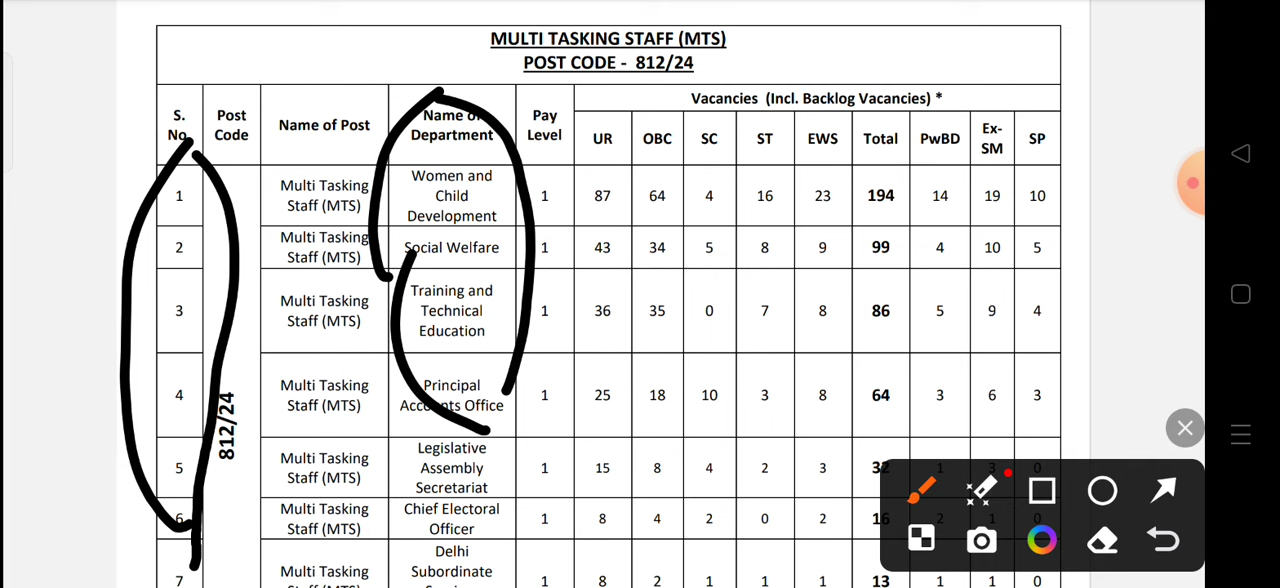 MULTI TASKING STAFF (MTS)
POST CODE - 812/24
S. No. Post Code Name of Post Name of Department Pay Level Vacancies (Incl. Backlog Vacancies) *
UR OBC SC ST EWS Total PwBD Ex-SM SP
812/24
1 Multi Tasking Staff (MTS) Women and Child Development 1 87 64 4 16 23 194 14 19 10
2 Multi Tasking Staff (MTS) Social Welfare 1 43 34 5 8 9 99 4 10 5
3 Multi Tasking Staff (MTS) Training and Technical Education 1 36 35 0 7 8 86 5 9 4
4 Multi Tasking Staff (MTS) Principal Accounts Office 1 25 18 10 3 8 64 3 6 3
5 Multi Tasking Staff (MTS) Legislative Assembly Secretariat 1 15 8 4 2 3 32 1 3 0
6 Multi Tasking Staff (MTS) Chief Electoral Officer 1 8 4 2 0 2 16 2 1 0
7 Multi Tasking Delhi Subordinate 1 8 2 1 1 1 13 1 1 0